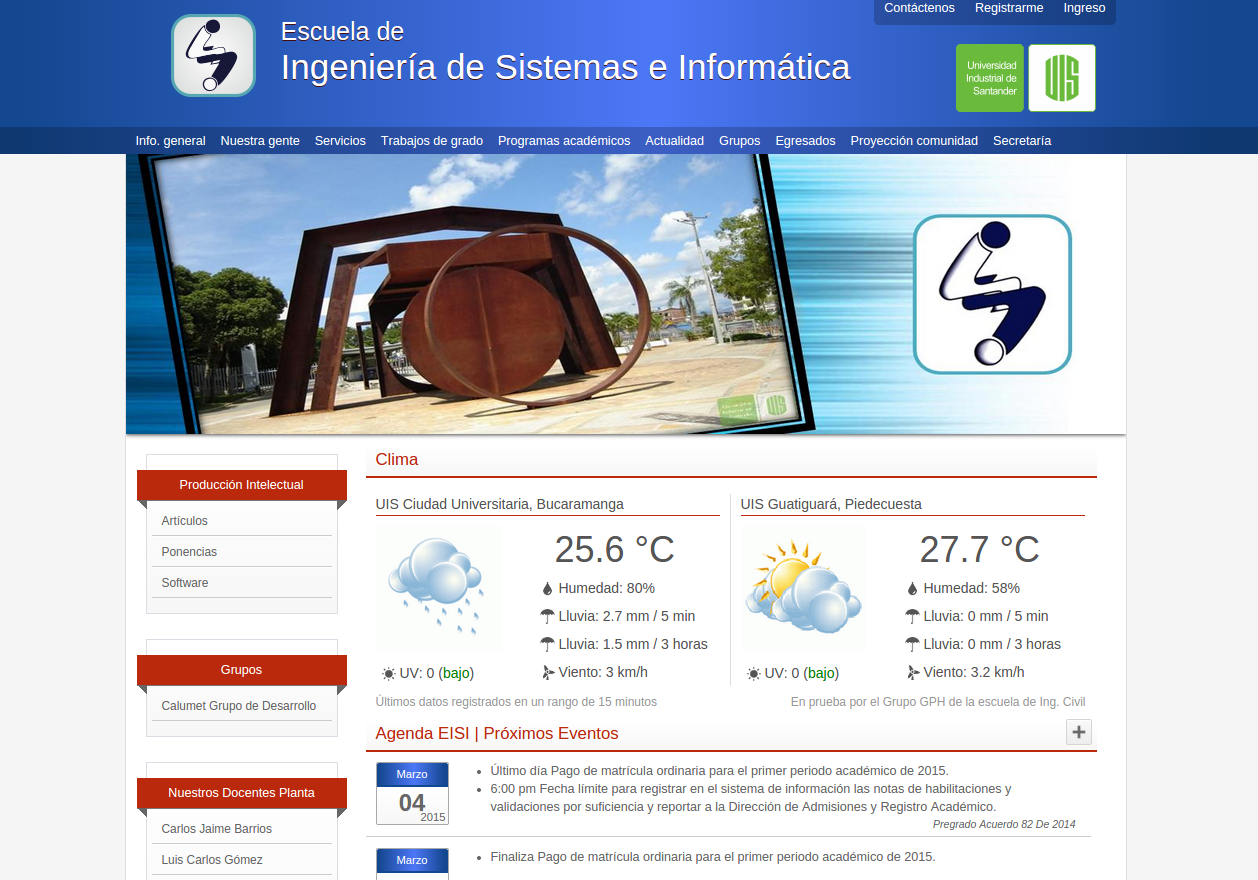 Contáctenos Registrarme Ingreso
Escuela de
Ingeniería de Sistemas e Informática
Universidad
Industrial de
Santander
UIS
Info. general Nuestra gente Servicios Trabajos de grado Programas académicos Actualidad Grupos Egresados Proyección comunidad Secretaría
Producción Intelectual
Artículos
Ponencias
Software
Grupos
Calumet Grupo de Desarrollo
Nuestros Docentes Planta
Carlos Jaime Barrios
Luis Carlos Gómez
Clima
UIS Ciudad Universitaria, Bucaramanga
25.6 °C
Humedad: 80%
Lluvia: 2.7 mm / 5 min
Lluvia: 1.5 mm / 3 horas
UV: 0 (bajo)
Viento: 3 km/h
UIS Guatiguará, Piedecuesta
27.7 °C
Humedad: 58%
Lluvia: 0 mm / 5 min
Lluvia: 0 mm / 3 horas
UV: 0 (bajo)
Viento: 3.2 km/h
Últimos datos registrados en un rango de 15 minutos
En prueba por el Grupo GPH de la escuela de Ing. Civil
Agenda EISI | Próximos Eventos
Marzo
04
2015
Último día Pago de matrícula ordinaria para el primer periodo académico de 2015.
6:00 pm Fecha límite para registrar en el sistema de información las notas de habilitaciones y
validaciones por suficiencia y reportar a la Dirección de Admisiones y Registro Académico.
Pregrado Acuerdo 82 De 2014
Marzo
Finaliza Pago de matrícula ordinaria para el primer periodo académico de 2015.